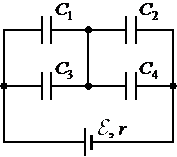 C₁ C₂
C₃ C₄
ℰ, r